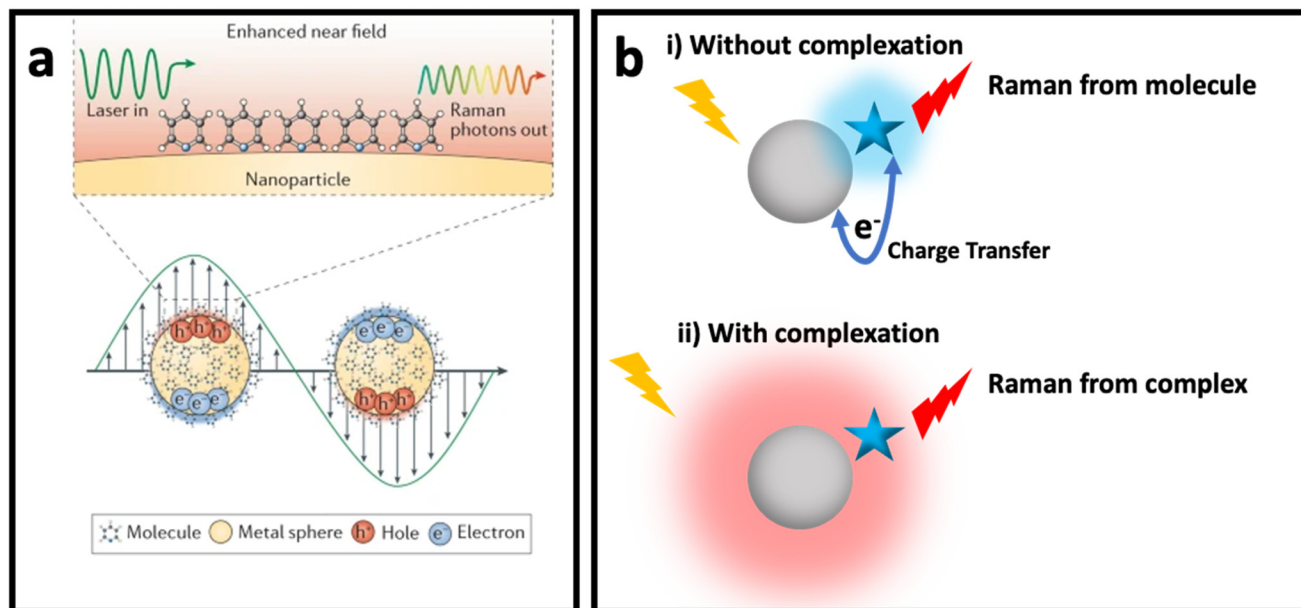 a
Enhanced near field
Laser in
Raman
photons out
Nanoparticle
h⁺ h⁺ h⁺
e⁻ e⁻ e⁻
e⁻ e⁻ e⁻
h⁺ h⁺ h⁺
Molecule Metal sphere h⁺ Hole e⁻ Electron
b
i) Without complexation
Raman from molecule
e⁻
Charge Transfer
ii) With complexation
Raman from complex